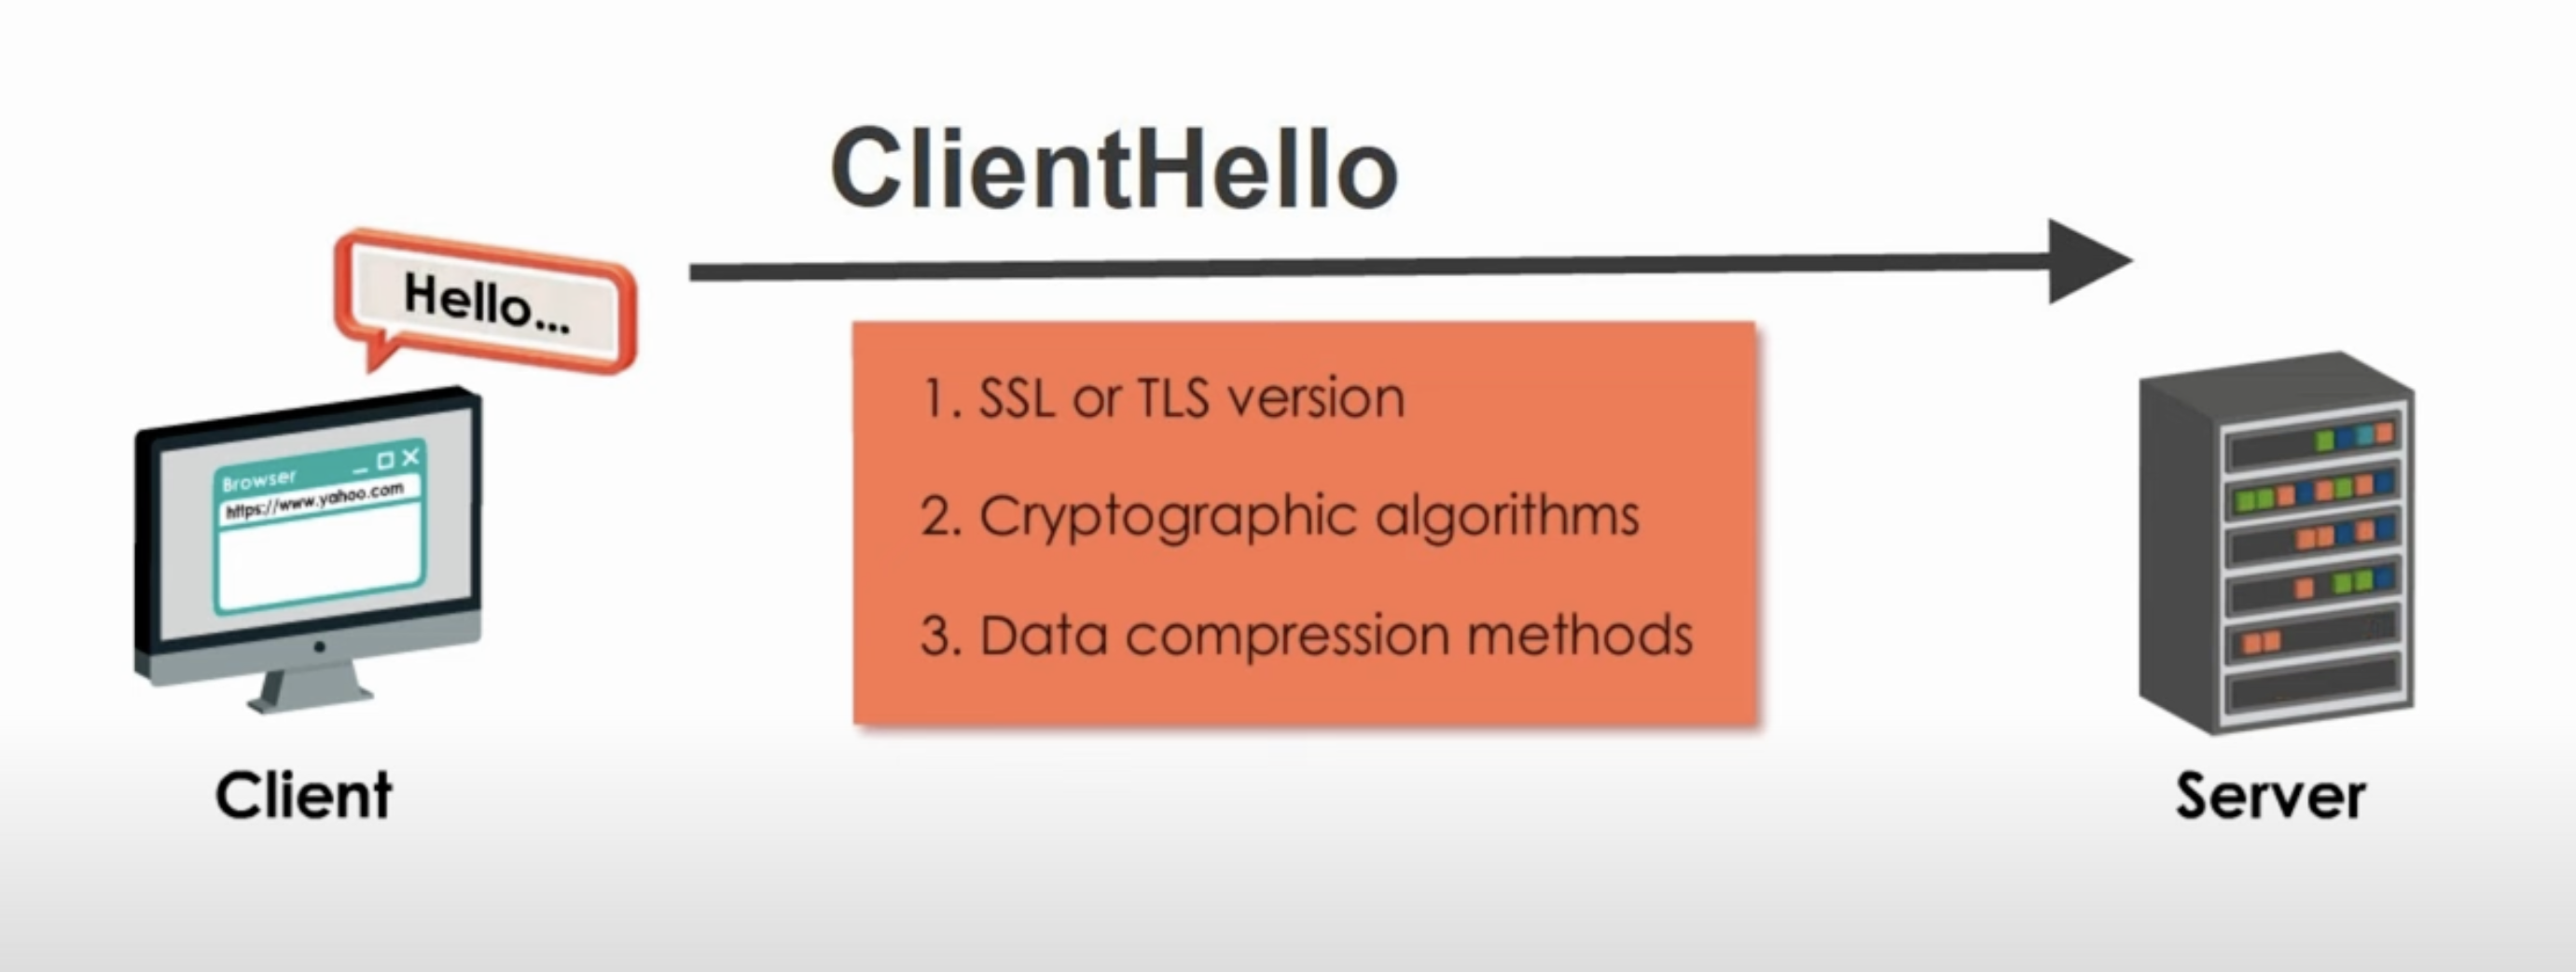 ClientHello
Hello...
Browser
https://www.yahoo.com
1. SSL or TLS version
2. Cryptographic algorithms
3. Data compression methods
Client
Server